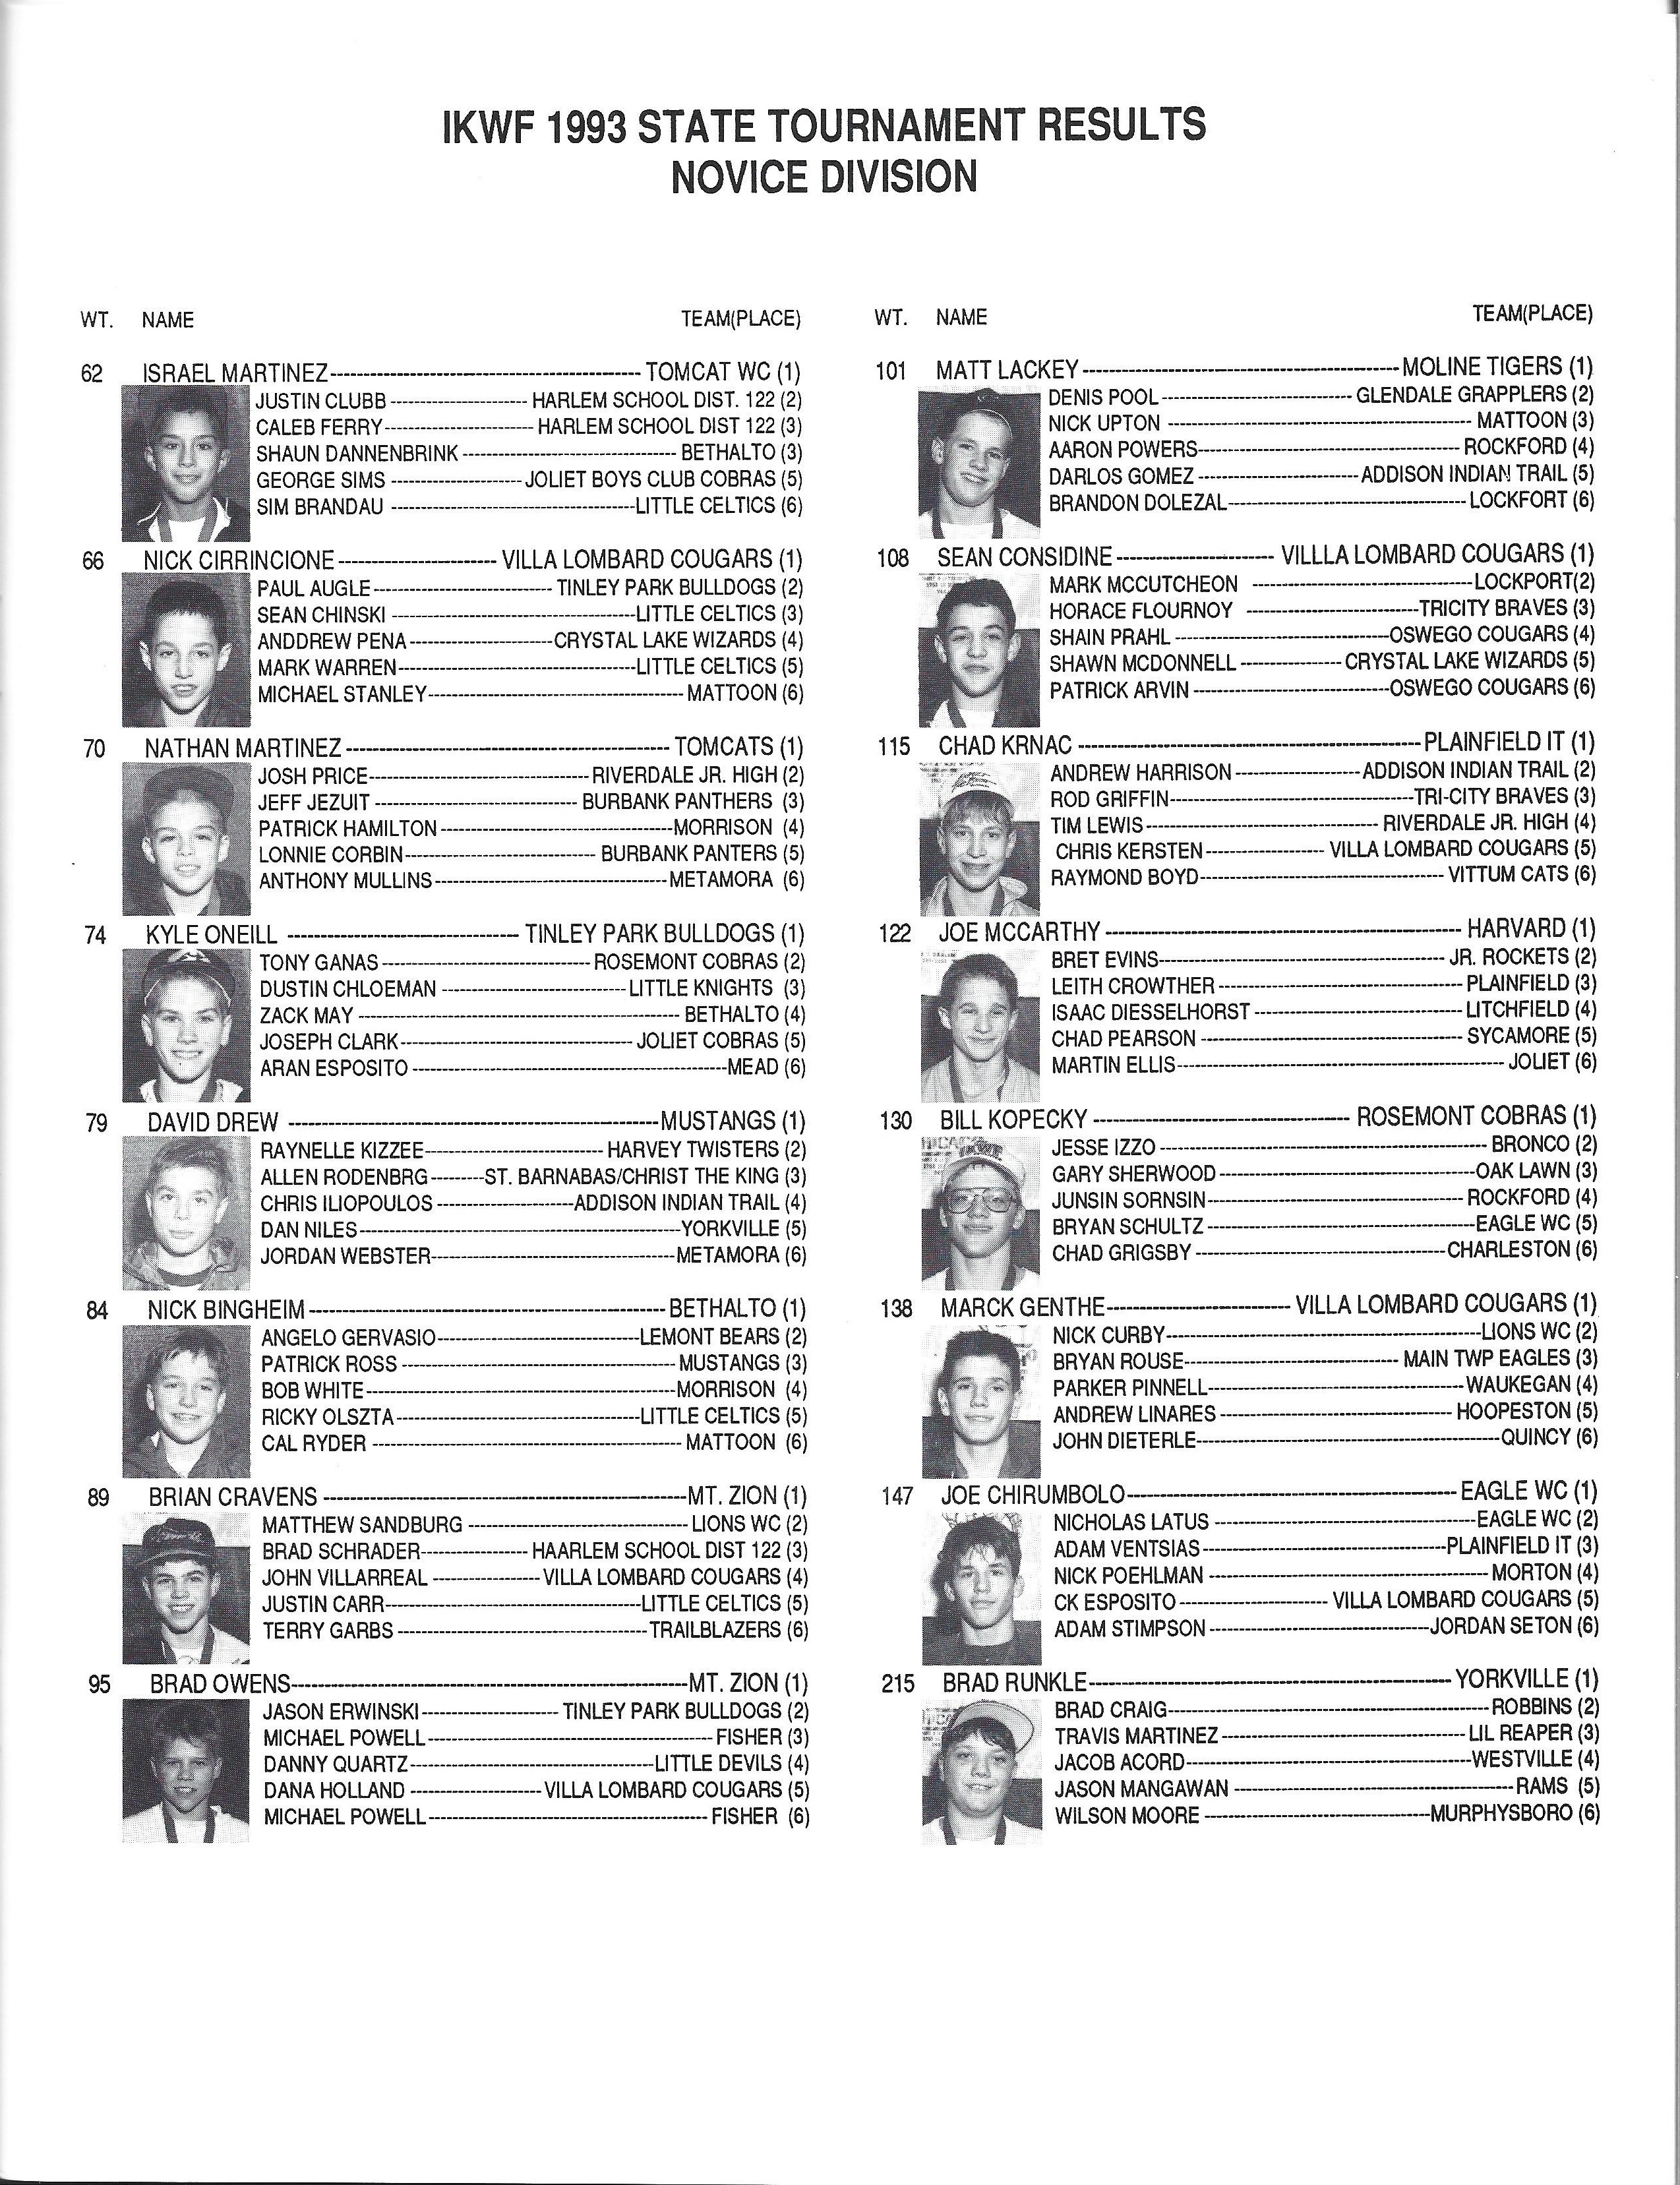 IKWF 1993 STATE TOURNAMENT RESULTS
NOVICE DIVISION
WT. NAME TEAM(PLACE)
62 ISRAEL MARTINEZ TOMCAT WC (1)
JUSTIN CLUBB HARLEM SCHOOL DIST. 122 (2)
CALEB FERRY HARLEM SCHOOL DIST 122 (3)
SHAUN DANNENBRINK BETHALTO (3)
GEORGE SIMS JOLIET BOYS CLUB COBRAS (5)
SIM BRANDAU LITTLE CELTICS (6)
66 NICK CIRRINCIONE VILLA LOMBARD COUGARS (1)
PAUL AUGLE TINLEY PARK BULLDOGS (2)
SEAN CHINSKI LITTLE CELTICS (3)
ANDDREW PENA CRYSTAL LAKE WIZARDS (4)
MARK WARREN LITTLE CELTICS (5)
MICHAEL STANLEY MATTOON (6)
70 NATHAN MARTINEZ TOMCATS (1)
JOSH PRICE RIVERDALE JR. HIGH (2)
JEFF JEZUIT BURBANK PANTHERS (3)
PATRICK HAMILTON MORRISON (4)
LONNIE CORBIN BURBANK PANTERS (5)
ANTHONY MULLINS METAMORA (6)
74 KYLE ONEILL TINLEY PARK BULLDOGS (1)
TONY GANAS ROSEMONT COBRAS (2)
DUSTIN CHLOEMAN LITTLE KNIGHTS (3)
ZACK MAY BETHALTO (4)
JOSEPH CLARK JOLIET COBRAS (5)
ARAN ESPOSITO MEAD (6)
79 DAVID DREW MUSTANGS (1)
RAYNELLE KIZZEE HARVEY TWISTERS (2)
ALLEN RODENBRG ST. BARNABAS/CHRIST THE KING (3)
CHRIS ILIOPOULOS ADDISON INDIAN TRAIL (4)
DAN NILES YORKVILLE (5)
JORDAN WEBSTER METAMORA (6)
84 NICK BINGHEIM BETHALTO (1)
ANGELO GERVASIO LEMONT BEARS (2)
PATRICK ROSS MUSTANGS (3)
BOB WHITE MORRISON (4)
RICKY OLSZTA LITTLE CELTICS (5)
CAL RYDER MATTOON (6)
89 BRIAN CRAVENS MT. ZION (1)
MATTHEW SANDBURG LIONS WC (2)
BRAD SCHRADER HAARLEM SCHOOL DIST 122 (3)
JOHN VILLARREAL VILLA LOMBARD COUGARS (4)
JUSTIN CARR LITTLE CELTICS (5)
TERRY GARBS TRAILBLAZERS (6)
95 BRAD OWENS MT. ZION (1)
JASON ERWINSKI TINLEY PARK BULLDOGS (2)
MICHAEL POWELL FISHER (3)
DANNY QUARTZ LITTLE DEVILS (4)
DANA HOLLAND VILLA LOMBARD COUGARS (5)
MICHAEL POWELL FISHER (6)
WT. NAME TEAM(PLACE)
101 MATT LACKEY MOLINE TIGERS (1)
DENIS POOL GLENDALE GRAPPLERS (2)
NICK UPTON MATTOON (3)
AARON POWERS ROCKFORD (4)
DARLOS GOMEZ ADDISON INDIAN TRAIL (5)
BRANDON DOLEZAL LOCKFORT (6)
108 SEAN CONSIDINE VILLLA LOMBARD COUGARS (1)
MARK MCCUTCHEON LOCKPORT(2)
HORACE FLOURNOY TRICITY BRAVES (3)
SHAIN PRAHL OSWEGO COUGARS (4)
SHAWN MCDONNELL CRYSTAL LAKE WIZARDS (5)
PATRICK ARVIN OSWEGO COUGARS (6)
115 CHAD KRNAC PLAINFIELD IT (1)
ANDREW HARRISON ADDISON INDIAN TRAIL (2)
ROD GRIFFIN TRI-CITY BRAVES (3)
TIM LEWIS RIVERDALE JR. HIGH (4)
CHRIS KERSTEN VILLA LOMBARD COUGARS (5)
RAYMOND BOYD VITTUM CATS (6)
122 JOE MCCARTHY HARVARD (1)
BRET EVINS JR. ROCKETS (2)
LEITH CROWTHER PLAINFIELD (3)
ISAAC DIESSELHORST LITCHFIELD (4)
CHAD PEARSON SYCAMORE (5)
MARTIN ELLIS JOLIET (6)
130 BILL KOPECKY ROSEMONT COBRAS (1)
JESSE IZZO BRONCO (2)
GARY SHERWOOD OAK LAWN (3)
JUNSIN SORNSIN ROCKFORD (4)
BRYAN SCHULTZ EAGLE WC (5)
CHAD GRIGSBY CHARLESTON (6)
138 MARCK GENTHE VILLA LOMBARD COUGARS (1)
NICK CURBY LIONS WC (2)
BRYAN ROUSE MAIN TWP EAGLES (3)
PARKER PINNELL WAUKEGAN (4)
ANDREW LINARES HOOPESTON (5)
JOHN DIETERLE QUINCY (6)
147 JOE CHIRUMBOLO EAGLE WC (1)
NICHOLAS LATUS EAGLE WC (2)
ADAM VENTSIAS PLAINFIELD IT (3)
NICK POEHLMAN MORTON (4)
CK ESPOSITO VILLA LOMBARD COUGARS (5)
ADAM STIMPSON JORDAN SETON (6)
215 BRAD RUNKLE YORKVILLE (1)
BRAD CRAIG ROBBINS (2)
TRAVIS MARTINEZ LIL REAPER (3)
JACOB ACORD WESTVILLE (4)
JASON MANGAWAN RAMS (5)
WILSON MOORE MURPHYSBORO (6)